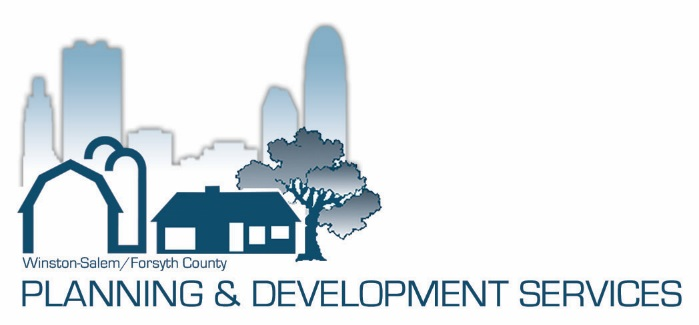 Winston-Salem/Forsyth County
PLANNING & DEVELOPMENT SERVICES